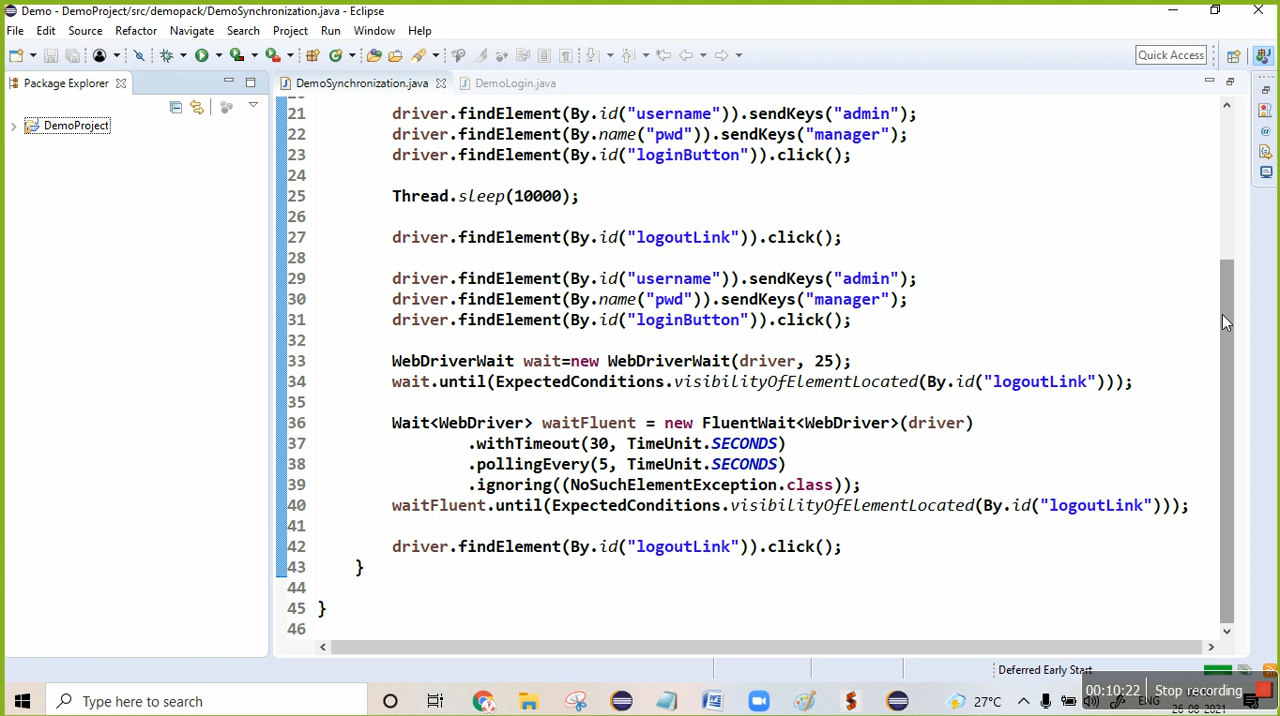 Demo - DemoProject/src/demopack/DemoSynchronization.java - Eclipse
File Edit Source Refactor Navigate Search Project Run Window Help
Quick Access
Package Explorer
DemoSynchronization.java
DemoLogin.java
DemoProject
21 driver.findElement(By.id("username")).sendKeys("admin");
22 driver.findElement(By.name("pwd")).sendKeys("manager");
23 driver.findElement(By.id("loginButton")).click();
24
25 Thread.sleep(10000);
26
27 driver.findElement(By.id("logoutLink")).click();
28
29 driver.findElement(By.id("username")).sendKeys("admin");
30 driver.findElement(By.name("pwd")).sendKeys("manager");
31 driver.findElement(By.id("loginButton")).click();
32
33 WebDriverWait wait=new WebDriverWait(driver, 25);
34 wait.until(ExpectedConditions.visibilityOfElementLocated(By.id("logoutLink")));
35
36 Wait<WebDriver> waitFluent = new FluentWait<WebDriver>(driver)
37 .withTimeout(30, TimeUnit.SECONDS)
38 .pollingEvery(5, TimeUnit.SECONDS)
39 .ignoring((NoSuchElementException.class));
40 waitFluent.until(ExpectedConditions.visibilityOfElementLocated(By.id("logoutLink")));
41
42 driver.findElement(By.id("logoutLink")).click();
43 }
44
45 }
46
Deferred Early Start
Type here to search
27°C
ENG
00:10:22 Stop recording
26-08-2021